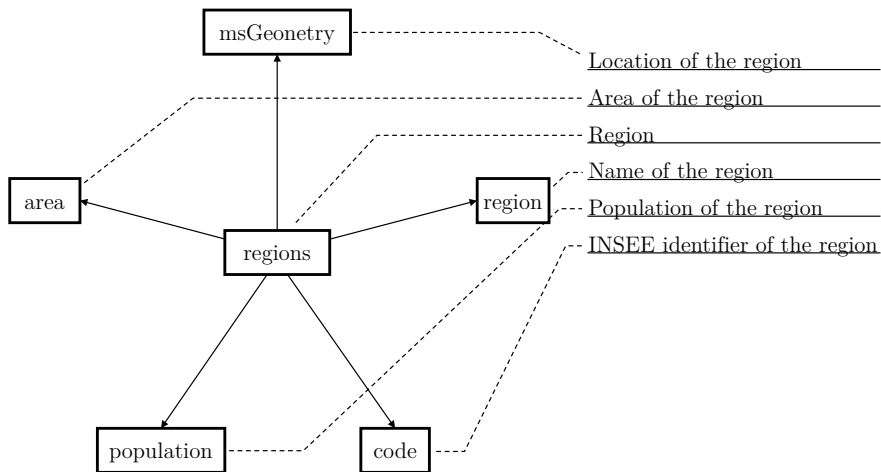 msGeometry
Location of the region
Area of the region
Region
Name of the region
Population of the region
INSEE identifier of the region
area
region
regions
population
code